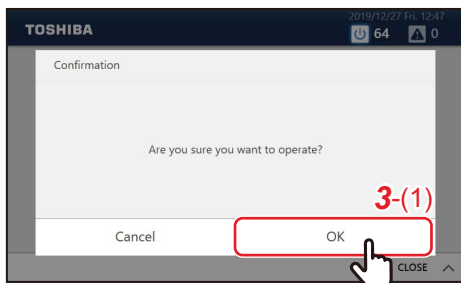 2019/12/27 Fri. 12:47
TOSHIBA
64 0
Confirmation
Are you sure you want to operate?
3-(1)
Cancel OK
CLOSE